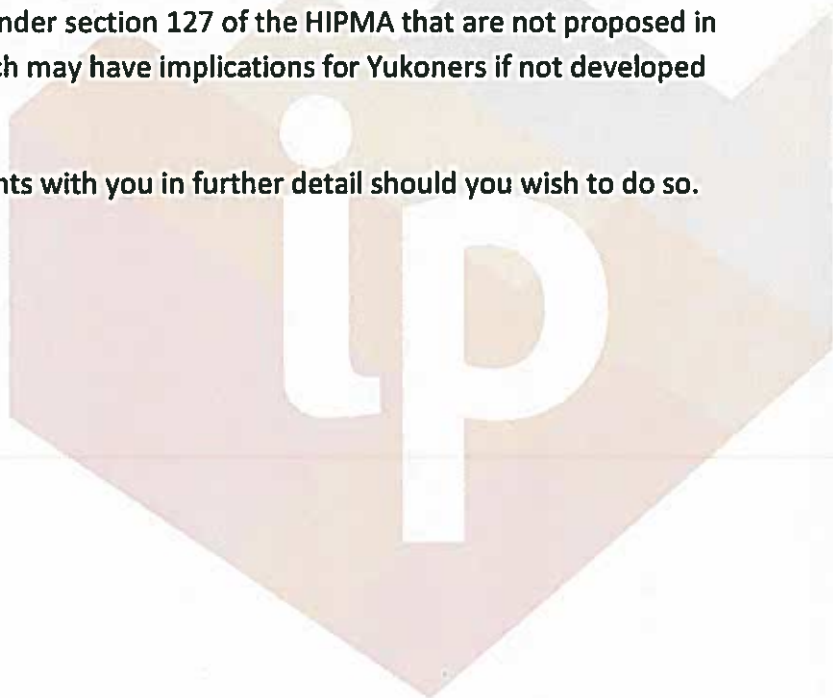 nder section 127 of the HIPMA that are not proposed in
ch may have implications for Yukoners if not developed
nts with you in further detail should you wish to do so.
ip